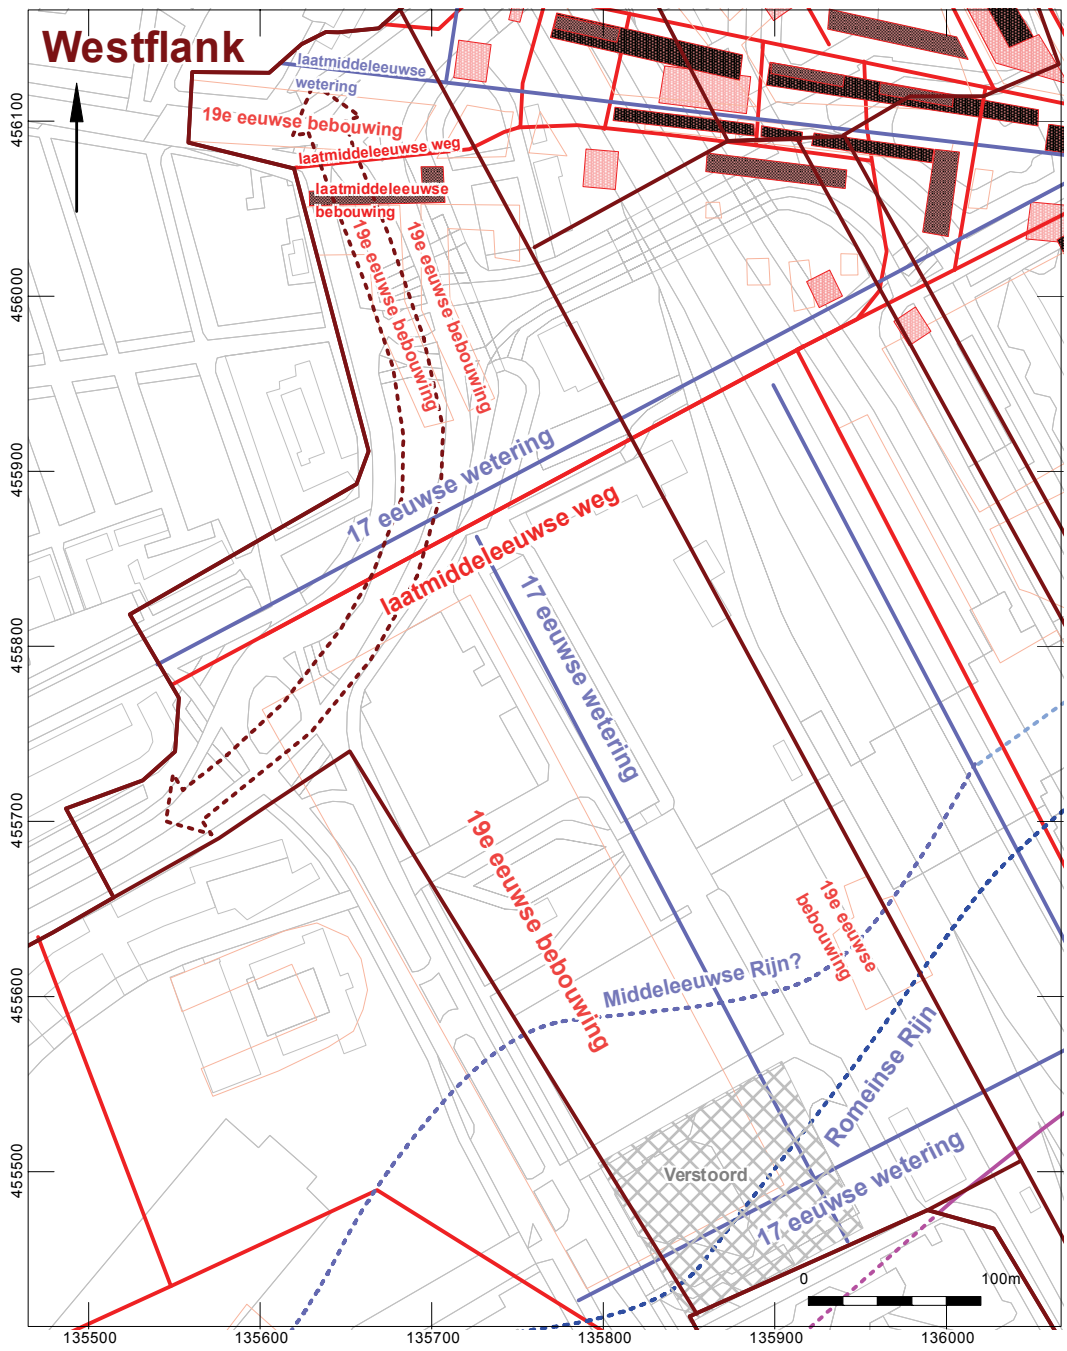 Westflank
laatmiddeleeuwse
wetering
19e eeuwse bebouwing
laatmiddeleeuwse weg
laatmiddeleeuwse
bebouwing
19e eeuwse bebouwing
19e eeuwse bebouwing
17 eeuwse wetering
laatmiddeleeuwse weg
17 eeuwse wetering
19e eeuwse bebouwing
19e eeuwse
bebouwing
Middeleeuwse Rijn?
Romeinse Rijn
Verstoord
17 eeuwse wetering
0 100m
456100
456000
455900
455800
455700
455600
455500
135500 135600 135700 135800 135900 136000